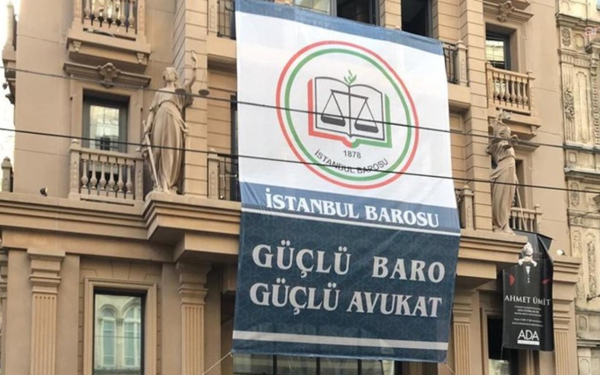 1878
İSTANBUL BAROSU
İSTANBUL BAROSU
GÜÇLÜ BARO
GÜÇLÜ AVUKAT
AHMET ÜMİT
ADA